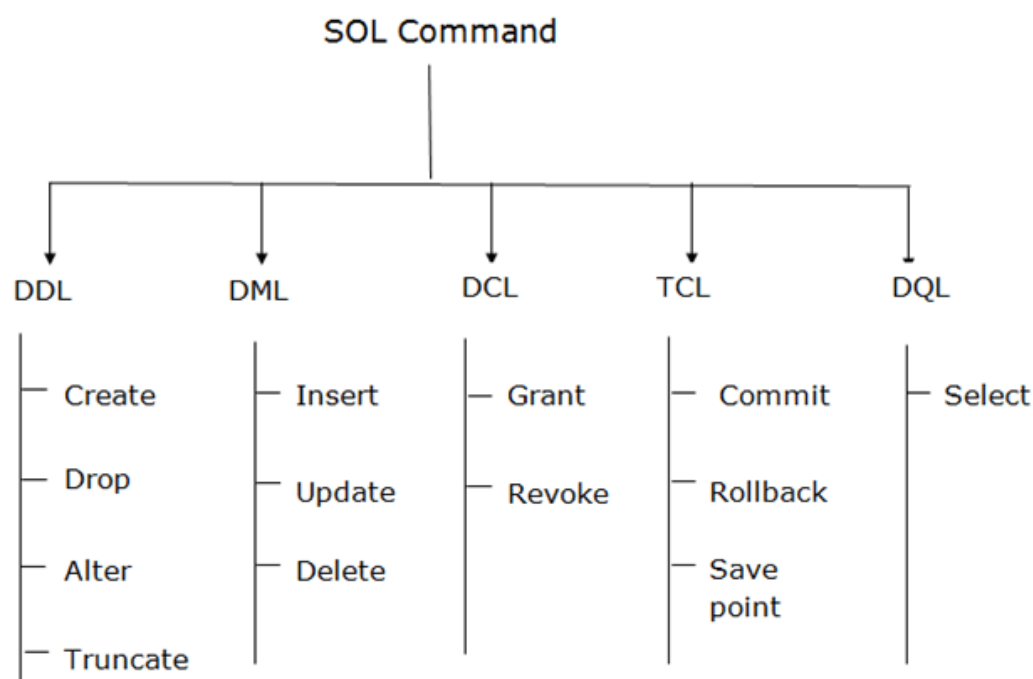 SOL Command
DDL DML DCL TCL DQL
Create Insert Grant Commit Select
Drop Update Revoke Rollback
Alter Delete Save
point
Truncate